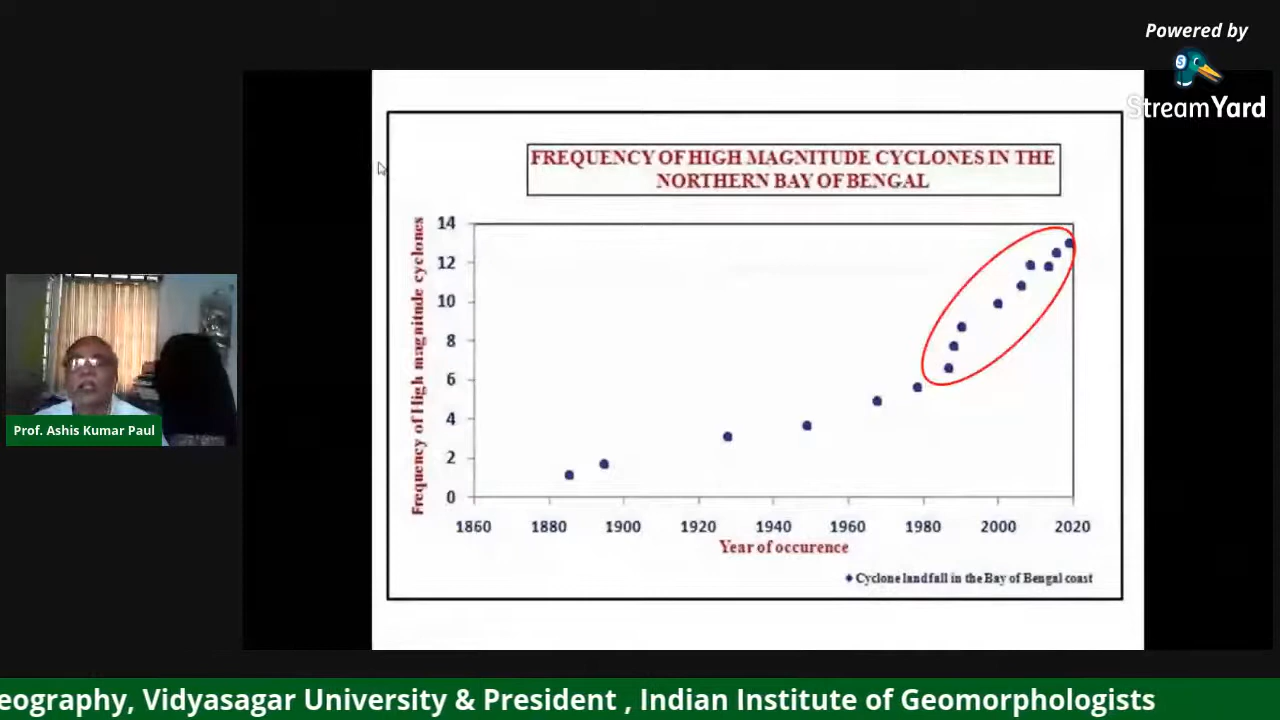 Powered by
StreamYard
FREQUENCY OF HIGH MAGNITUDE CYCLONES IN THE
NORTHERN BAY OF BENGAL
Frequency of High magnitude cyclones
14
12
10
8
6
4
2
0
1860 1880 1900 1920 1940 1960 1980 2000 2020
Year of occurence
Cyclone landfall in the Bay of Bengal coast
Prof. Ashis Kumar Paul
eography, Vidyasagar University & President , Indian Institute of Geomorphologists